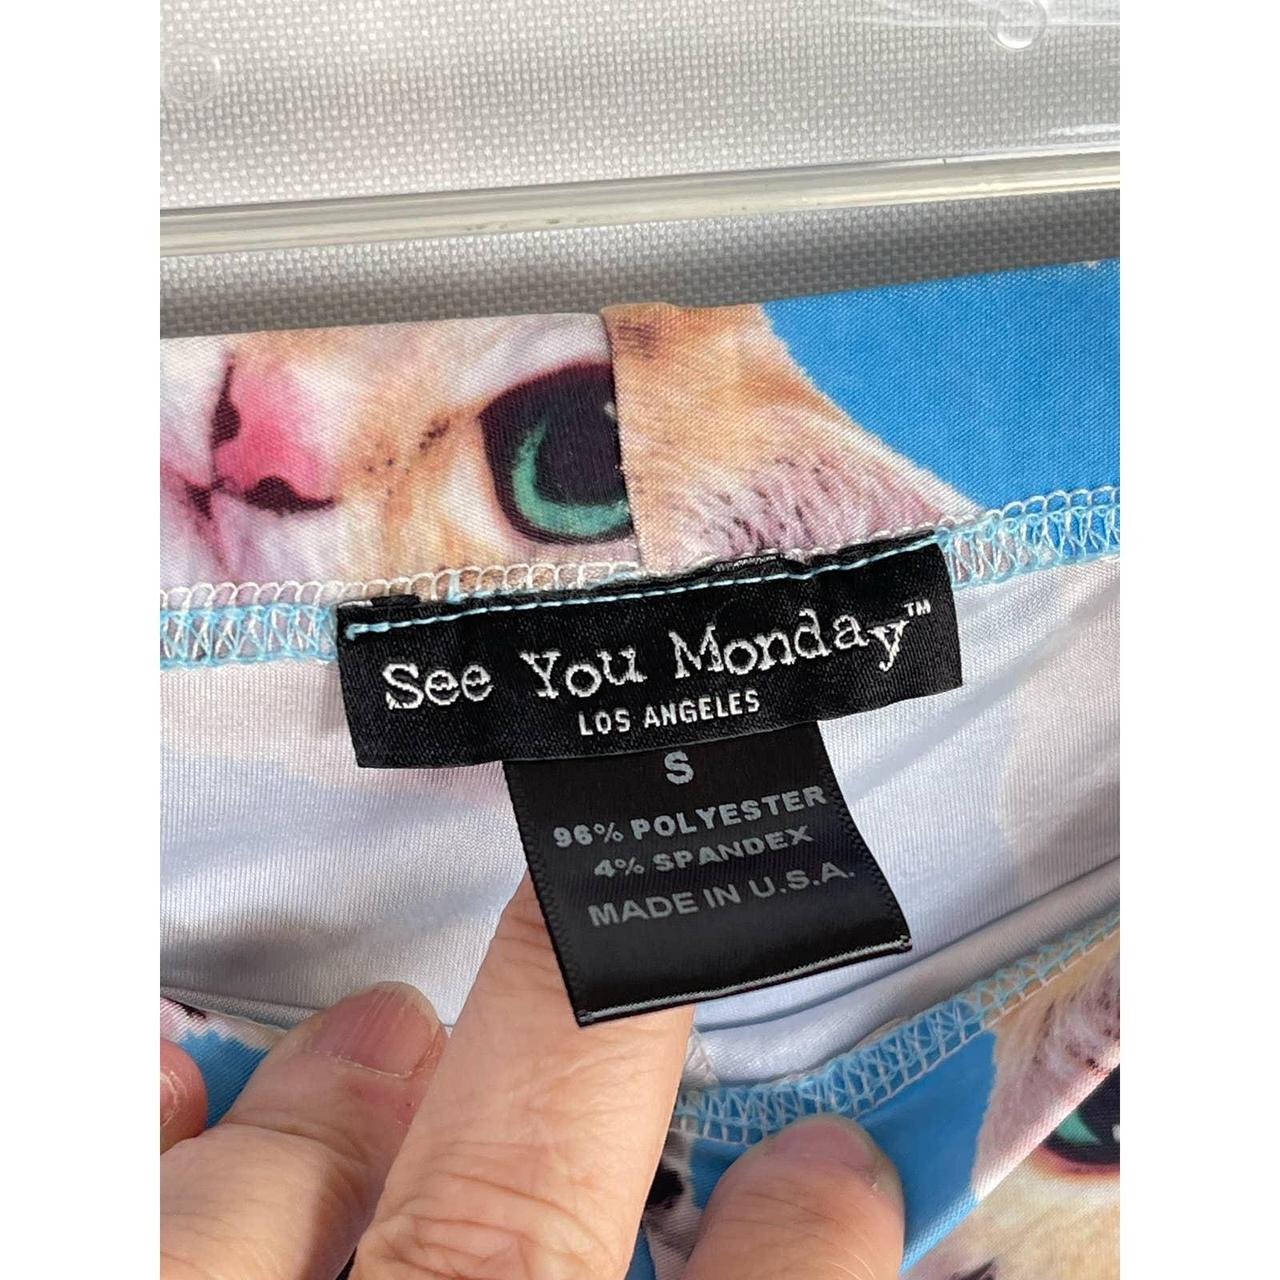 See You Monday™
LOS ANGELES
S
96% POLYESTER
4% SPANDEX
MADE IN U.S.A.